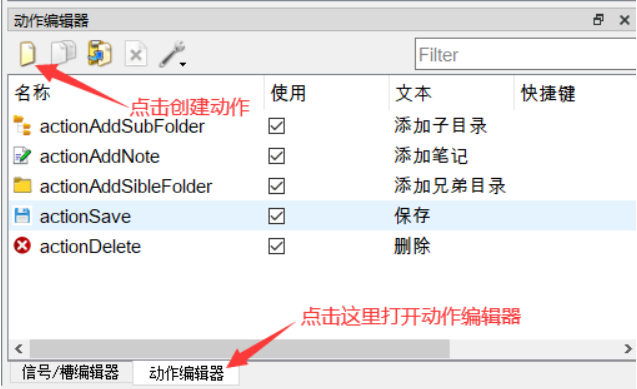 动作编辑器
Filter
点击创建动作
名称 使用 文本 快捷键
actionAddSubFolder 添加子目录
actionAddNote 添加笔记
actionAddSibleFolder 添加兄弟目录
actionSave 保存
actionDelete 删除
点击这里打开动作编辑器
信号/槽编辑器 动作编辑器